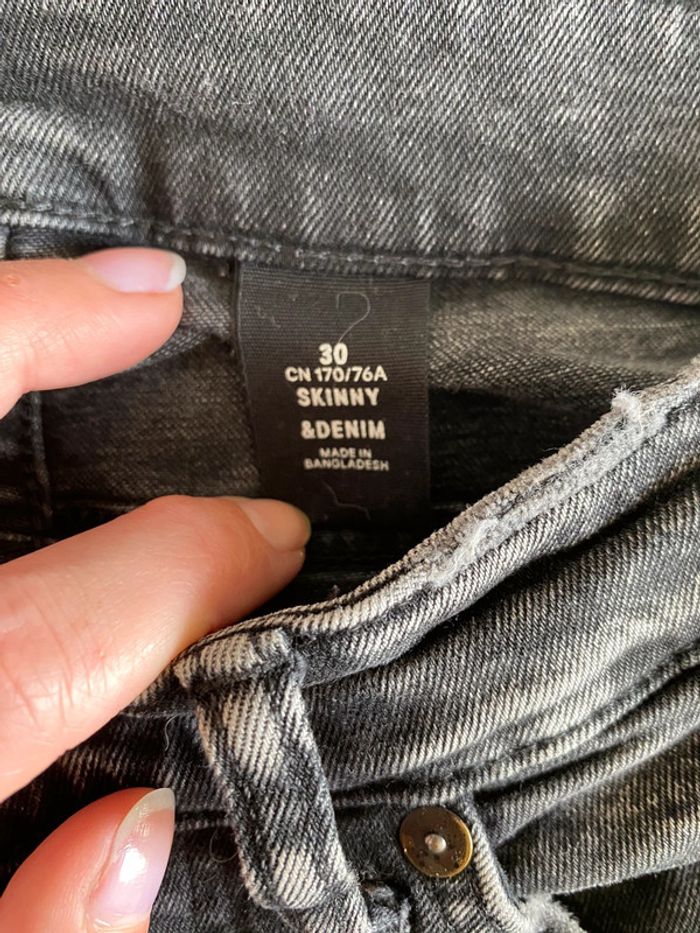 30
CN 170/76A
SKINNY
&DENIM
MADE IN
BANGLADESH